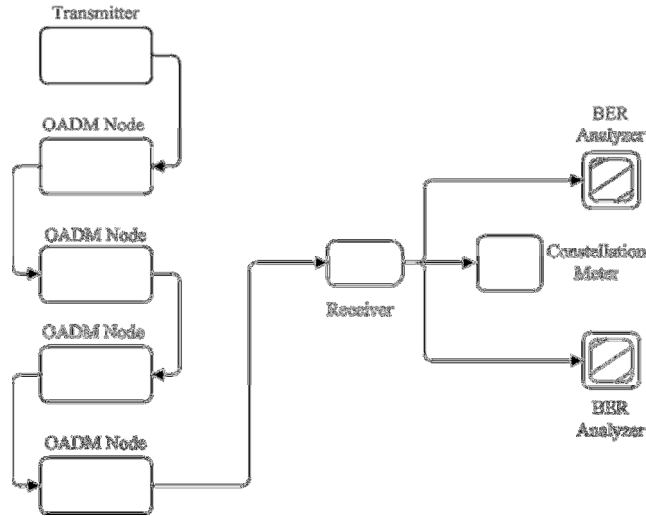 Transmitter
OADM Node
OADM Node
OADM Node
OADM Node
Receiver
BER
Analyzer
Constellation
Meter
BER
Analyzer